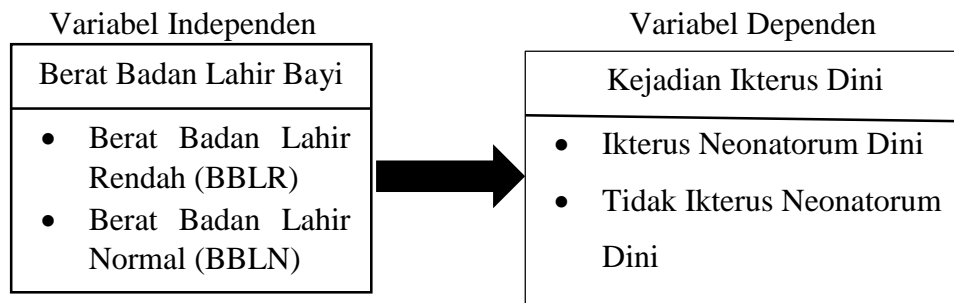 Variabel Independen
Berat Badan Lahir Bayi
• Berat Badan Lahir
Rendah (BBLR)
• Berat Badan Lahir
Normal (BBLN)
Variabel Dependen
Kejadian Ikterus Dini
• Ikterus Neonatorum Dini
• Tidak Ikterus Neonatorum
Dini